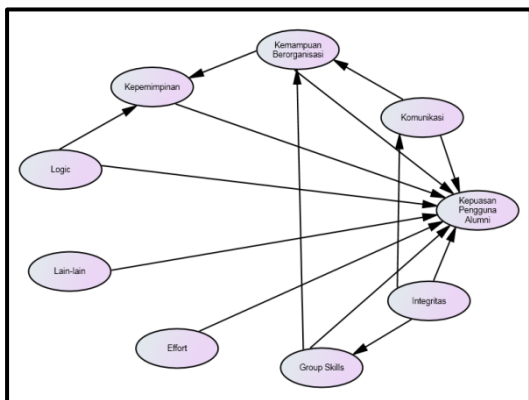 Kemampuan
Berorganisasi
Kepemimpinan
Komunikasi
Logic
Kepuasan
Pengguna
Alumni
Lain-lain
Integritas
Effort
Group Skills